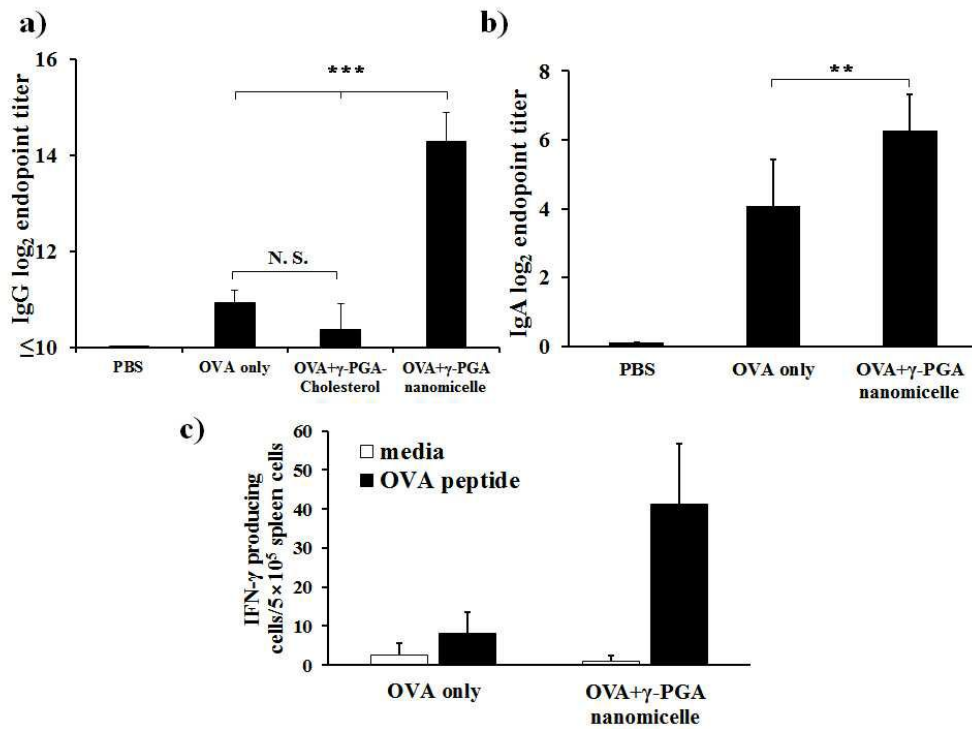 a)
IgG log2 endopoint titer
16
14
12
≤10
***
N. S.
PBS
OVA only
OVA+γ-PGA-
Cholesterol
OVA+γ-PGA
nanomicelle
b)
IgA log2 endopoint titer
8
6
4
2
0
**
PBS
OVA only
OVA+γ-PGA
nanomicelle
c)
IFN-γ producing
cells/5×10⁵ spleen cells
60
50
40
30
20
10
0
media
OVA peptide
OVA only
OVA+γ-PGA
nanomicelle